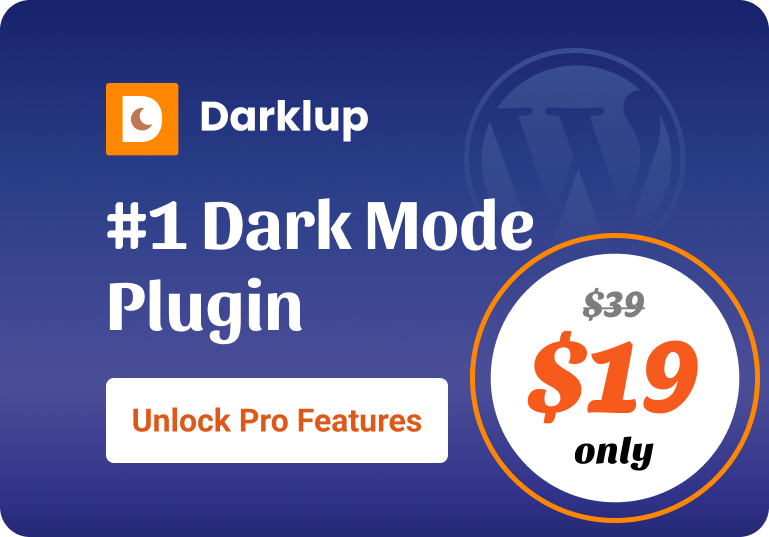 Darklup
#1 Dark Mode
Plugin
Unlock Pro Features
$39
$19
only